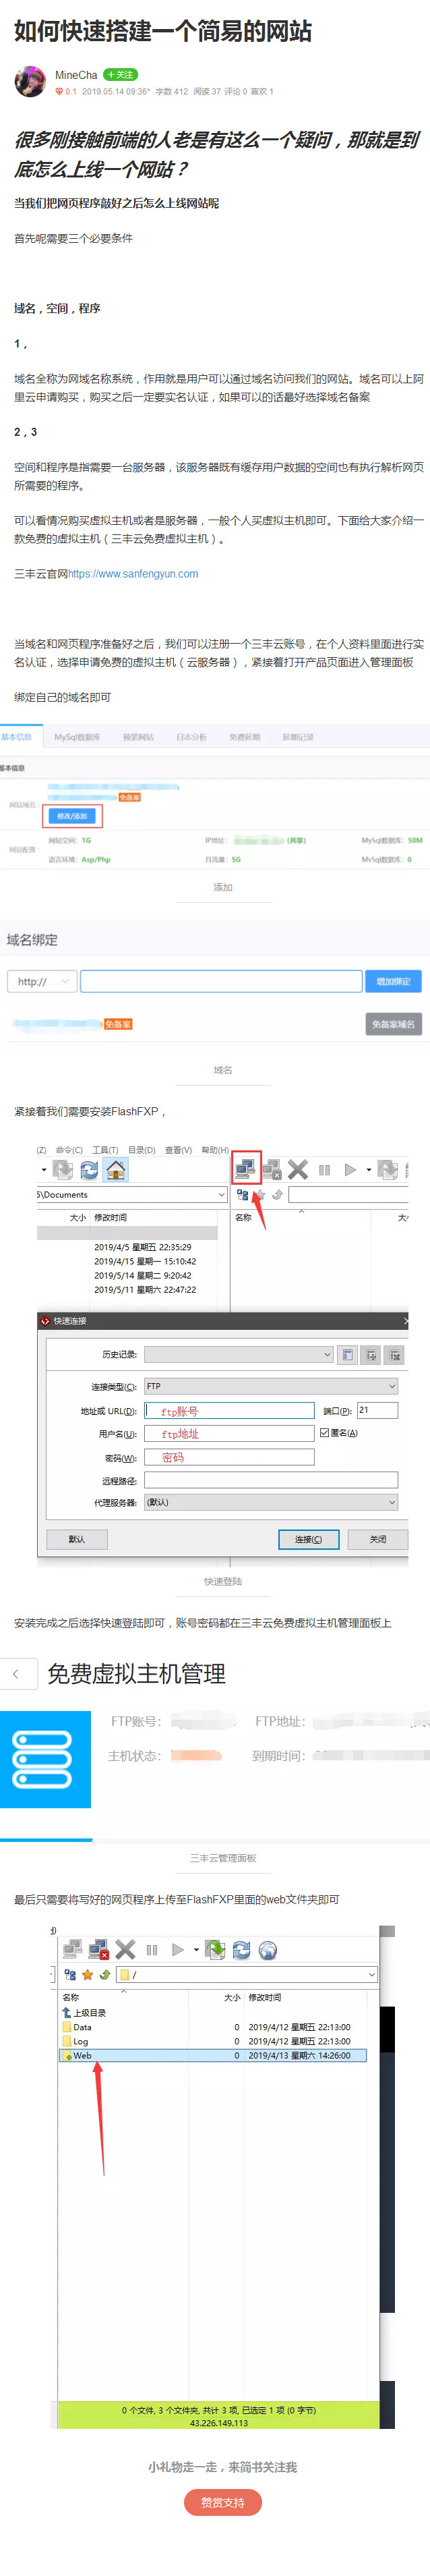 如何快速搭建一个简易的网站
MineCha
+ 关注
0.1 2019.05.14 09:36* 字数 412 阅读 37 评论 0 喜欢 1
很多刚接触前端的人老是有这么一个疑问，那就是到
底怎么上线一个网站？
当我们把网页程序敲好之后怎么上线网站呢
首先呢需要三个必要条件
域名，空间，程序
1，
域名全称为网域名称系统，作用就是用户可以通过域名访问我们的网站。域名可以上阿
里云申请购买，购买之后一定要实名认证，如果可以的话最好选择域名备案
2，3
空间和程序是指需要一台服务器，该服务器既有缓存用户数据的空间也有执行解析网页
所需要的程序。
可以看情况购买虚拟主机或者是服务器，一般个人买虚拟主机即可。下面给大家介绍一
款免费的虚拟主机（三丰云免费虚拟主机）。
三丰云官网https://www.sanfengyun.com
当域名和网页程序准备好之后，我们可以注册一个三丰云账号，在个人资料里面进行实
名认证，选择申请免费的虚拟主机（云服务器），紧接着打开产品页面进入管理面板
绑定自己的域名即可
基本信息 MySql数据库 预装网站 日志分析 免费延期 延期记录
基本信息
网站域名：
免备案
修改/添加
网站配置：
网站空间：1G IP地址： (共享) MySql数据库：50M
语言环境：Asp/Php 月流量：5G MsSql数据库：0
添加
域名绑定
http:// 增加绑定
免备案 免备案域名
域名
紧接着我们需要安装FlashFXP，
(Z) 命令(C) 工具(T) 目录(D) 查看(V) 帮助(H)
5\Documents
大小 修改时间 名称 大小
2019/4/5 星期五 22:35:29
2019/4/15 星期一 15:10:42
2019/5/14 星期二 9:20:42
2019/5/11 星期六 22:47:22
快速连接
历史记录:
连接类型(C): FTP
地址或 URL(D): ftp账号 端口(P): 21
用户名(U): ftp地址 匿名(A)
密码(W): 密码
远程路径:
代理服务器: (默认)
默认 连接(C) 关闭
快速登陆
安装完成之后选择快速登陆即可，账号密码都在三丰云免费虚拟主机管理面板上
免费虚拟主机管理
FTP账号： FTP地址：
主机状态： 到期时间：
三丰云管理面板
最后只需要将写好的网页程序上传至FlashFXP里面的web文件夹即可
/
名称 大小 修改时间
上级目录
Data 0 2019/4/12 星期五 22:13:00
Log 0 2019/4/12 星期五 22:13:00
Web 0 2019/4/13 星期六 14:26:00
0 个文件, 3 个文件夹, 共计 3 项, 已选定 1 项 (0 字节)
43.226.149.113
小礼物走一走，来简书关注我
赞赏支持